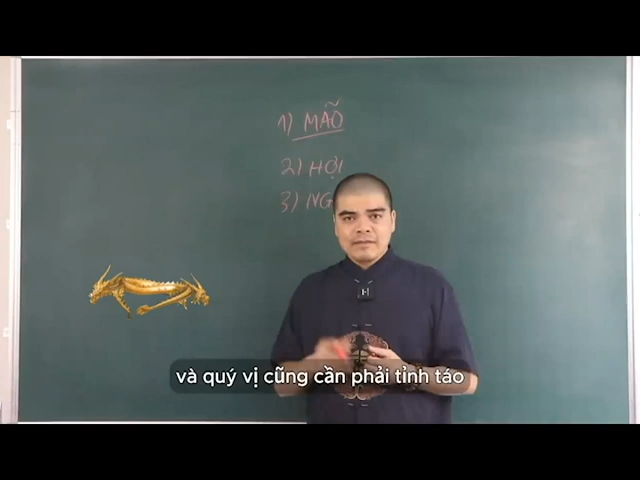 1) MÃO
2) HỢI
3) NG
và quý vị cũng cần phải tỉnh táo